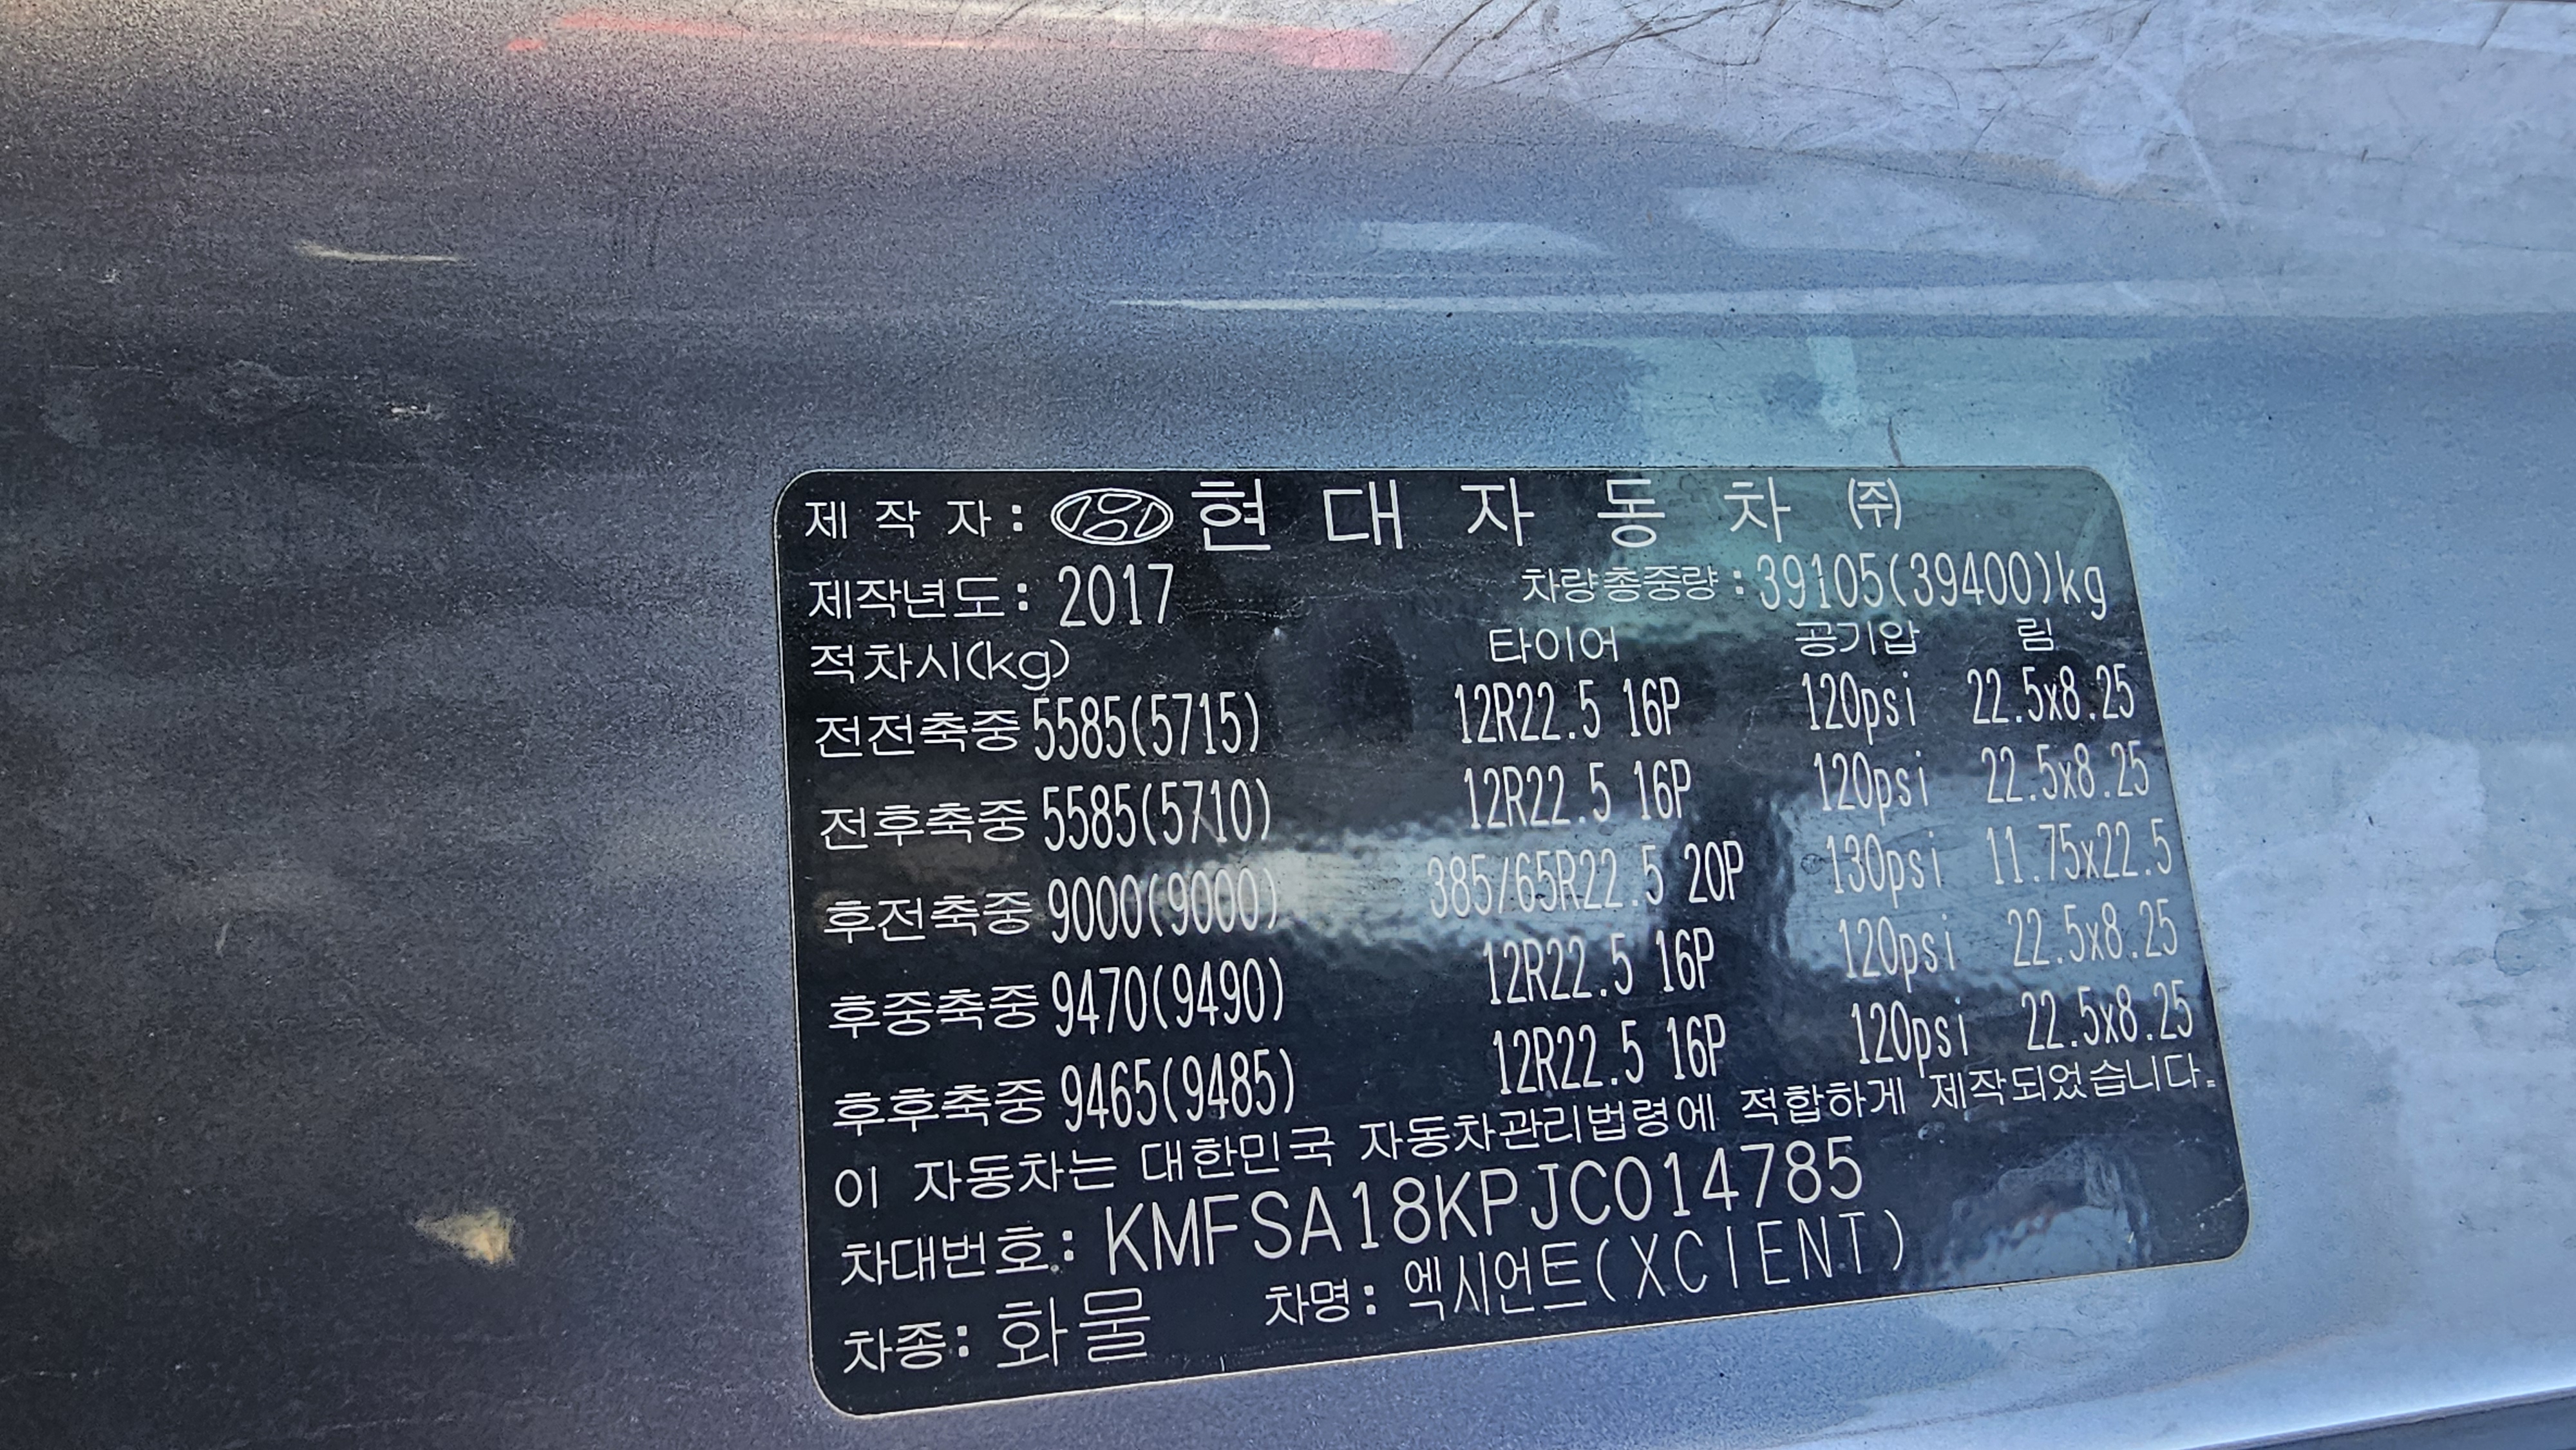 제 작 자 : 현 대 자 동 차 ㈜
제작년도 : 2017 차량총중량 : 39105(39400)kg
적차시(kg) 타이어 공기압 림
전전축중 5585(5715) 12R22.5 16P 120psi 22.5x8.25
전후축중 5585(5710) 12R22.5 16P 120psi 22.5x8.25
후전축중 9000(9000) 385/65R22.5 20P 130psi 11.75x22.5
후중축중 9470(9490) 12R22.5 16P 120psi 22.5x8.25
후후축중 9465(9485) 12R22.5 16P 120psi 22.5x8.25
이 자동차는 대한민국 자동차관리법령에 적합하게 제작되었습니다.
차대번호 : KMFSA18KPJC014785
차종 : 화물 차명 : 엑시언트(XCIENT)